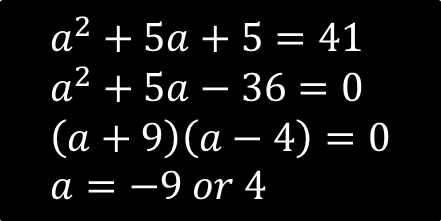 a² + 5a + 5 = 41
a² + 5a − 36 = 0
(a + 9)(a − 4) = 0
a = −9 or 4